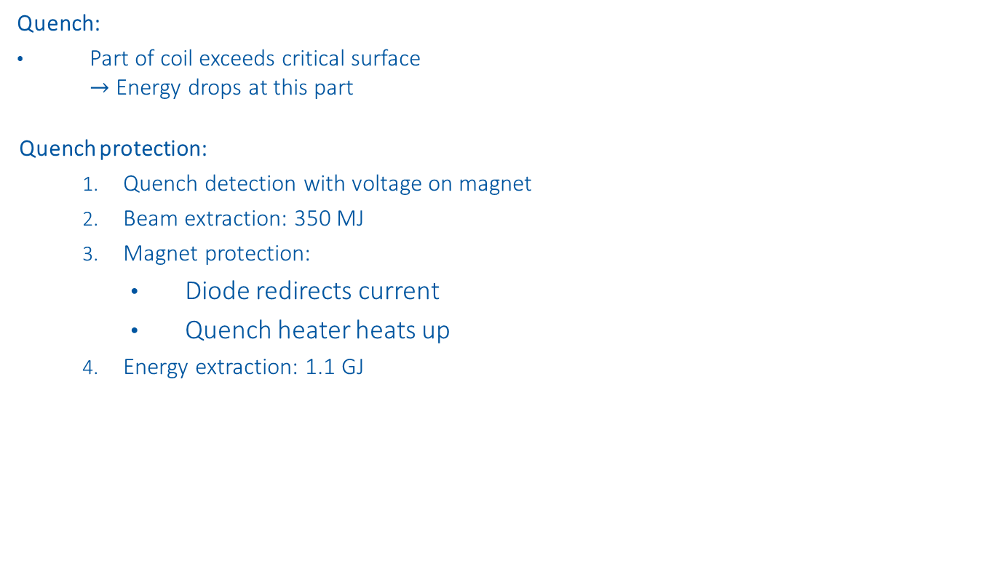 Quench:
• Part of coil exceeds critical surface
→ Energy drops at this part
Quench protection:
1. Quench detection with voltage on magnet
2. Beam extraction: 350 MJ
3. Magnet protection:
• Diode redirects current
• Quench heater heats up
4. Energy extraction: 1.1 GJ